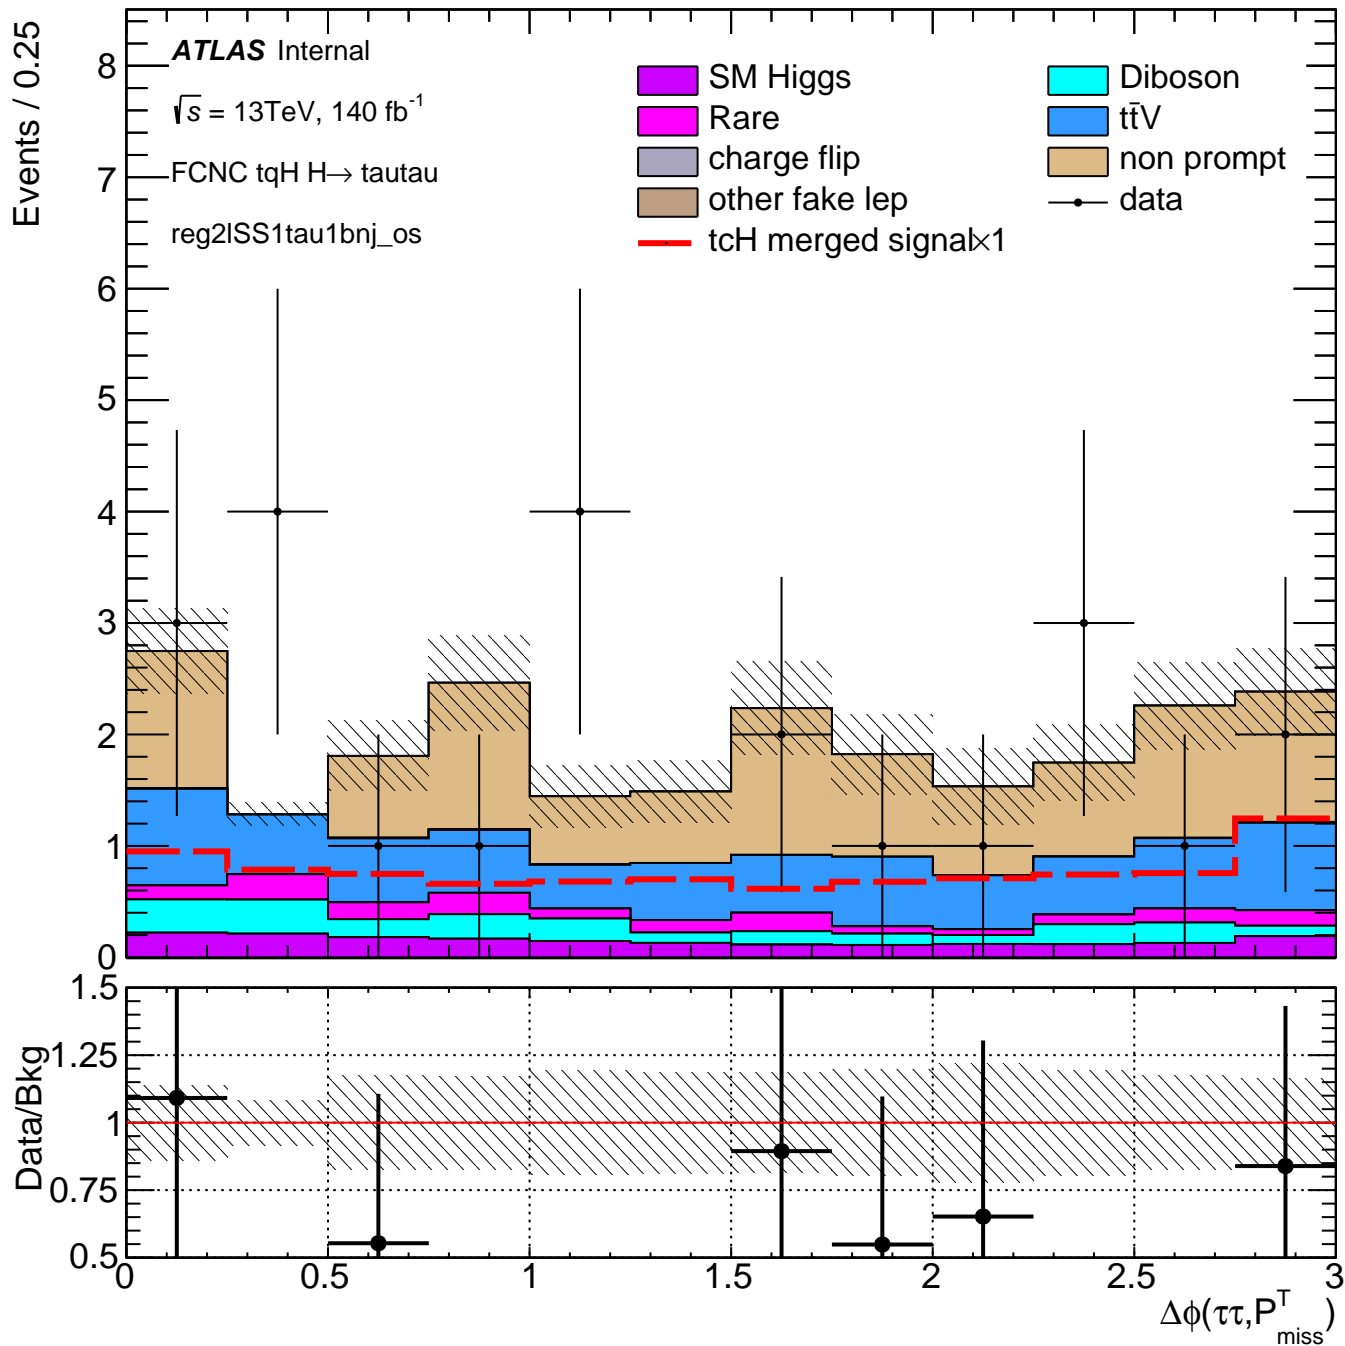 Events / 0.25
ATLAS Internal
√s = 13TeV, 140 fb⁻¹
FCNC tqH H→ tautau
reg2lSS1tau1bnj_os
SM Higgs
Rare
charge flip
other fake lep
tcH merged signal×1
Diboson
tt̄V
non prompt
data
8
7
6
5
4
3
2
1
0
Data/Bkg
1.5
1.25
1
0.75
0.5
0 0.5 1 1.5 2 2.5 3
Δϕ(ττ,P^T_miss)